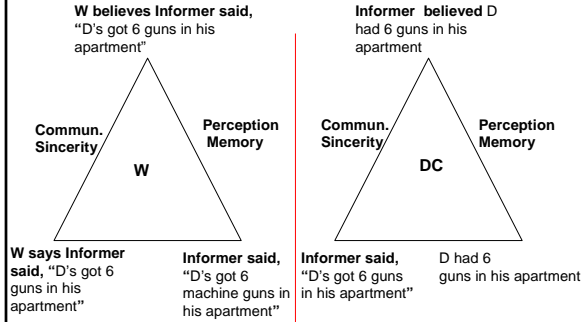 W believes Informer said,
“D’s got 6 guns in his
apartment”
Commun.
Sincerity
Perception
Memory
W
W says Informer
said, “D’s got 6
guns in his
apartment”
Informer said,
“D’s got 6
machine guns in
his apartment”
Informer believed D
had 6 guns in his
apartment
Commun.
Sincerity
Perception
Memory
DC
Informer said,
“D’s got 6 guns
in his apartment”
D had 6
guns in his apartment